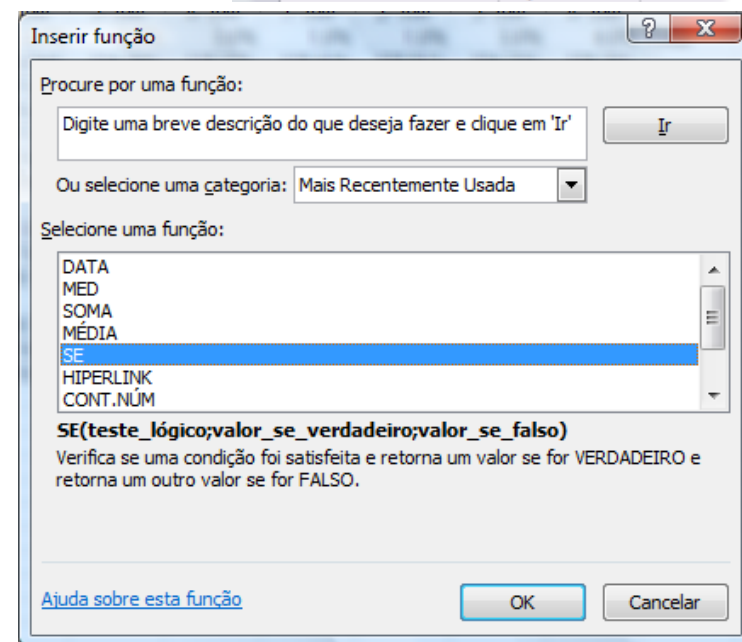 Inserir função
?
X
Procure por uma função:
Digite uma breve descrição do que deseja fazer e clique em 'Ir'
Ir
Ou selecione uma categoria: Mais Recentemente Usada
Selecione uma função:
DATA
MED
SOMA
MÉDIA
SE
HIPERLINK
CONT.NÚM
SE(teste_lógico;valor_se_verdadeiro;valor_se_falso)
Verifica se uma condição foi satisfeita e retorna um valor se for VERDADEIRO e
retorna um outro valor se for FALSO.
Ajuda sobre esta função
OK
Cancelar